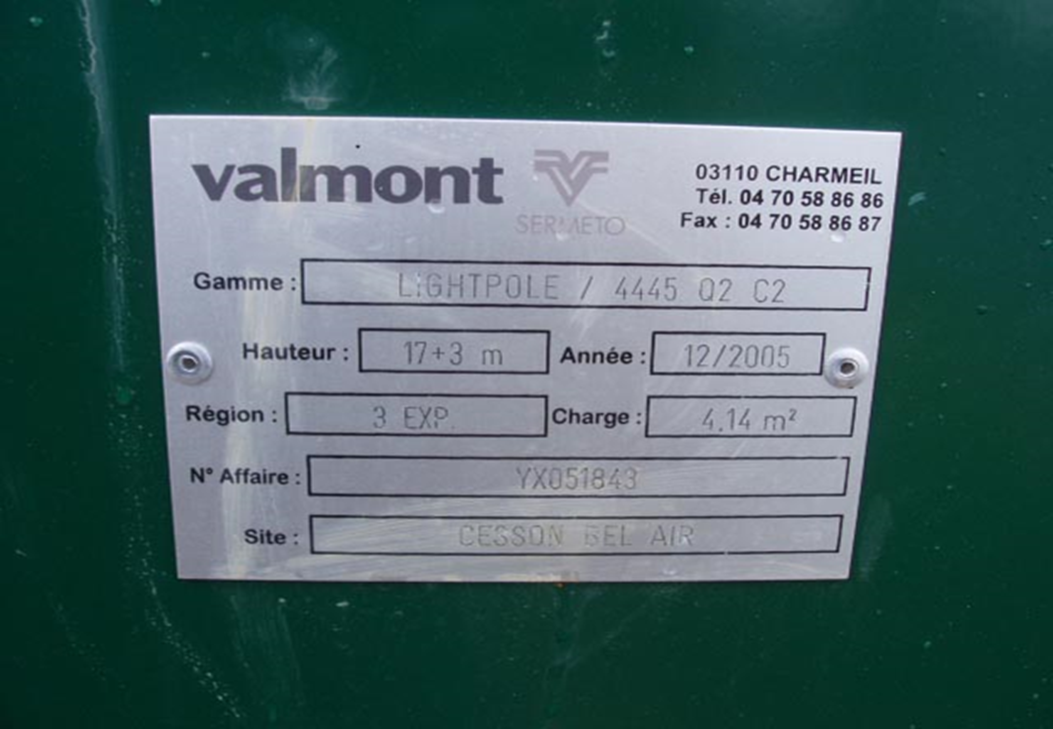 valmont
SERMETO
03110 CHARMEIL
Tél. 04 70 58 86 86
Fax : 04 70 58 86 87
Gamme : LIGHTPOLE / 4445 Q2 C2
Hauteur : 17+3 m Année : 12/2005
Région : 3 EXP. Charge : 4.14 m²
N° Affaire : YX051843
Site : CESSON BEL AIR